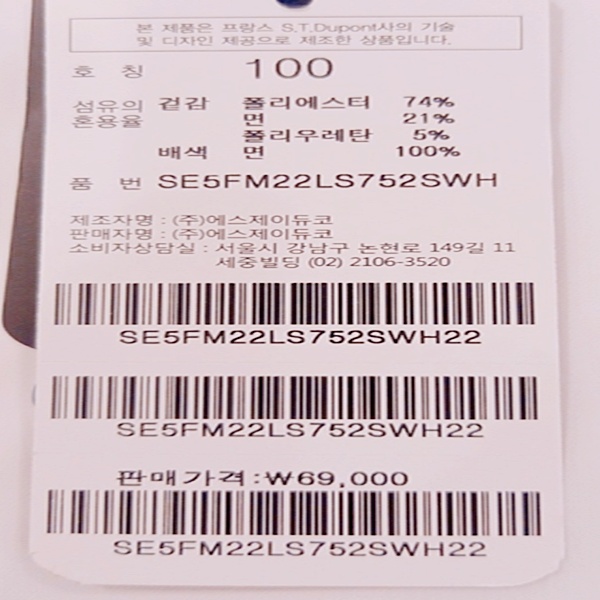 본 제품은 프랑스 S.T.Dupont사의 기술
및 디자인 제공으로 제조한 상품입니다.
호 칭 100
섬유의 혼용율 겉감 폴리에스터 74%
면 21%
폴리우레탄 5%
배색 면 100%
품 번 SE5FM22LS752SWH
제조자명 : (주)에스제이듀코
판매자명 : (주)에스제이듀코
소비자상담실 : 서울시 강남구 논현로 149길 11
세중빌딩 (02) 2106-3520
SE5FM22LS752SWH22
SE5FM22LS752SWH22
판매가격:₩69,000
SE5FM22LS752SWH22